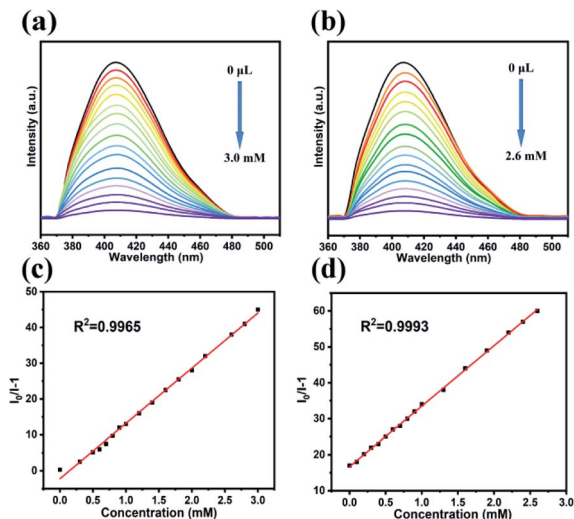 (a)
0 µL
3.0 mM
Intensity (a.u.)
360 380 400 420 440 460 480 500
Wavelength (nm)
(b)
0 µL
2.6 mM
Intensity (a.u.)
360 380 400 420 440 460 480 500
Wavelength (nm)
(c)
R²=0.9965
I₀/I-1
50
40
30
20
10
0
0.0 0.5 1.0 1.5 2.0 2.5 3.0
Concentration (mM)
(d)
R²=0.9993
I₀/I-1
60
50
40
30
20
10
0.0 0.5 1.0 1.5 2.0 2.5
Concentration (mM)